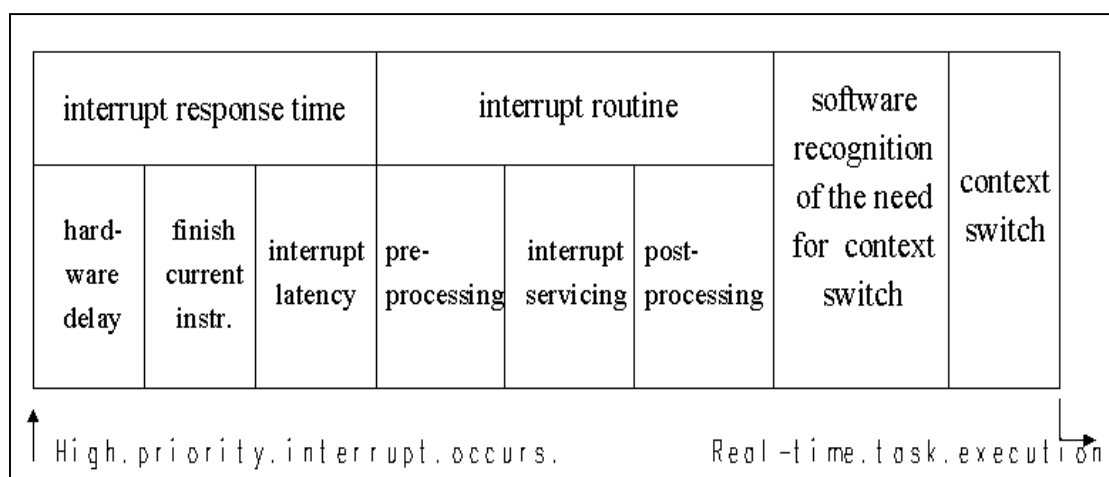 interrupt response time
interrupt routine
software
recognition
of the need
for context
switch
context
switch
hard-
ware
delay
finish
current
instr.
interrupt
latency
pre-
processing
interrupt
servicing
post-
processing
High.priority.interrupt.occurs.
Real-time.task.execution